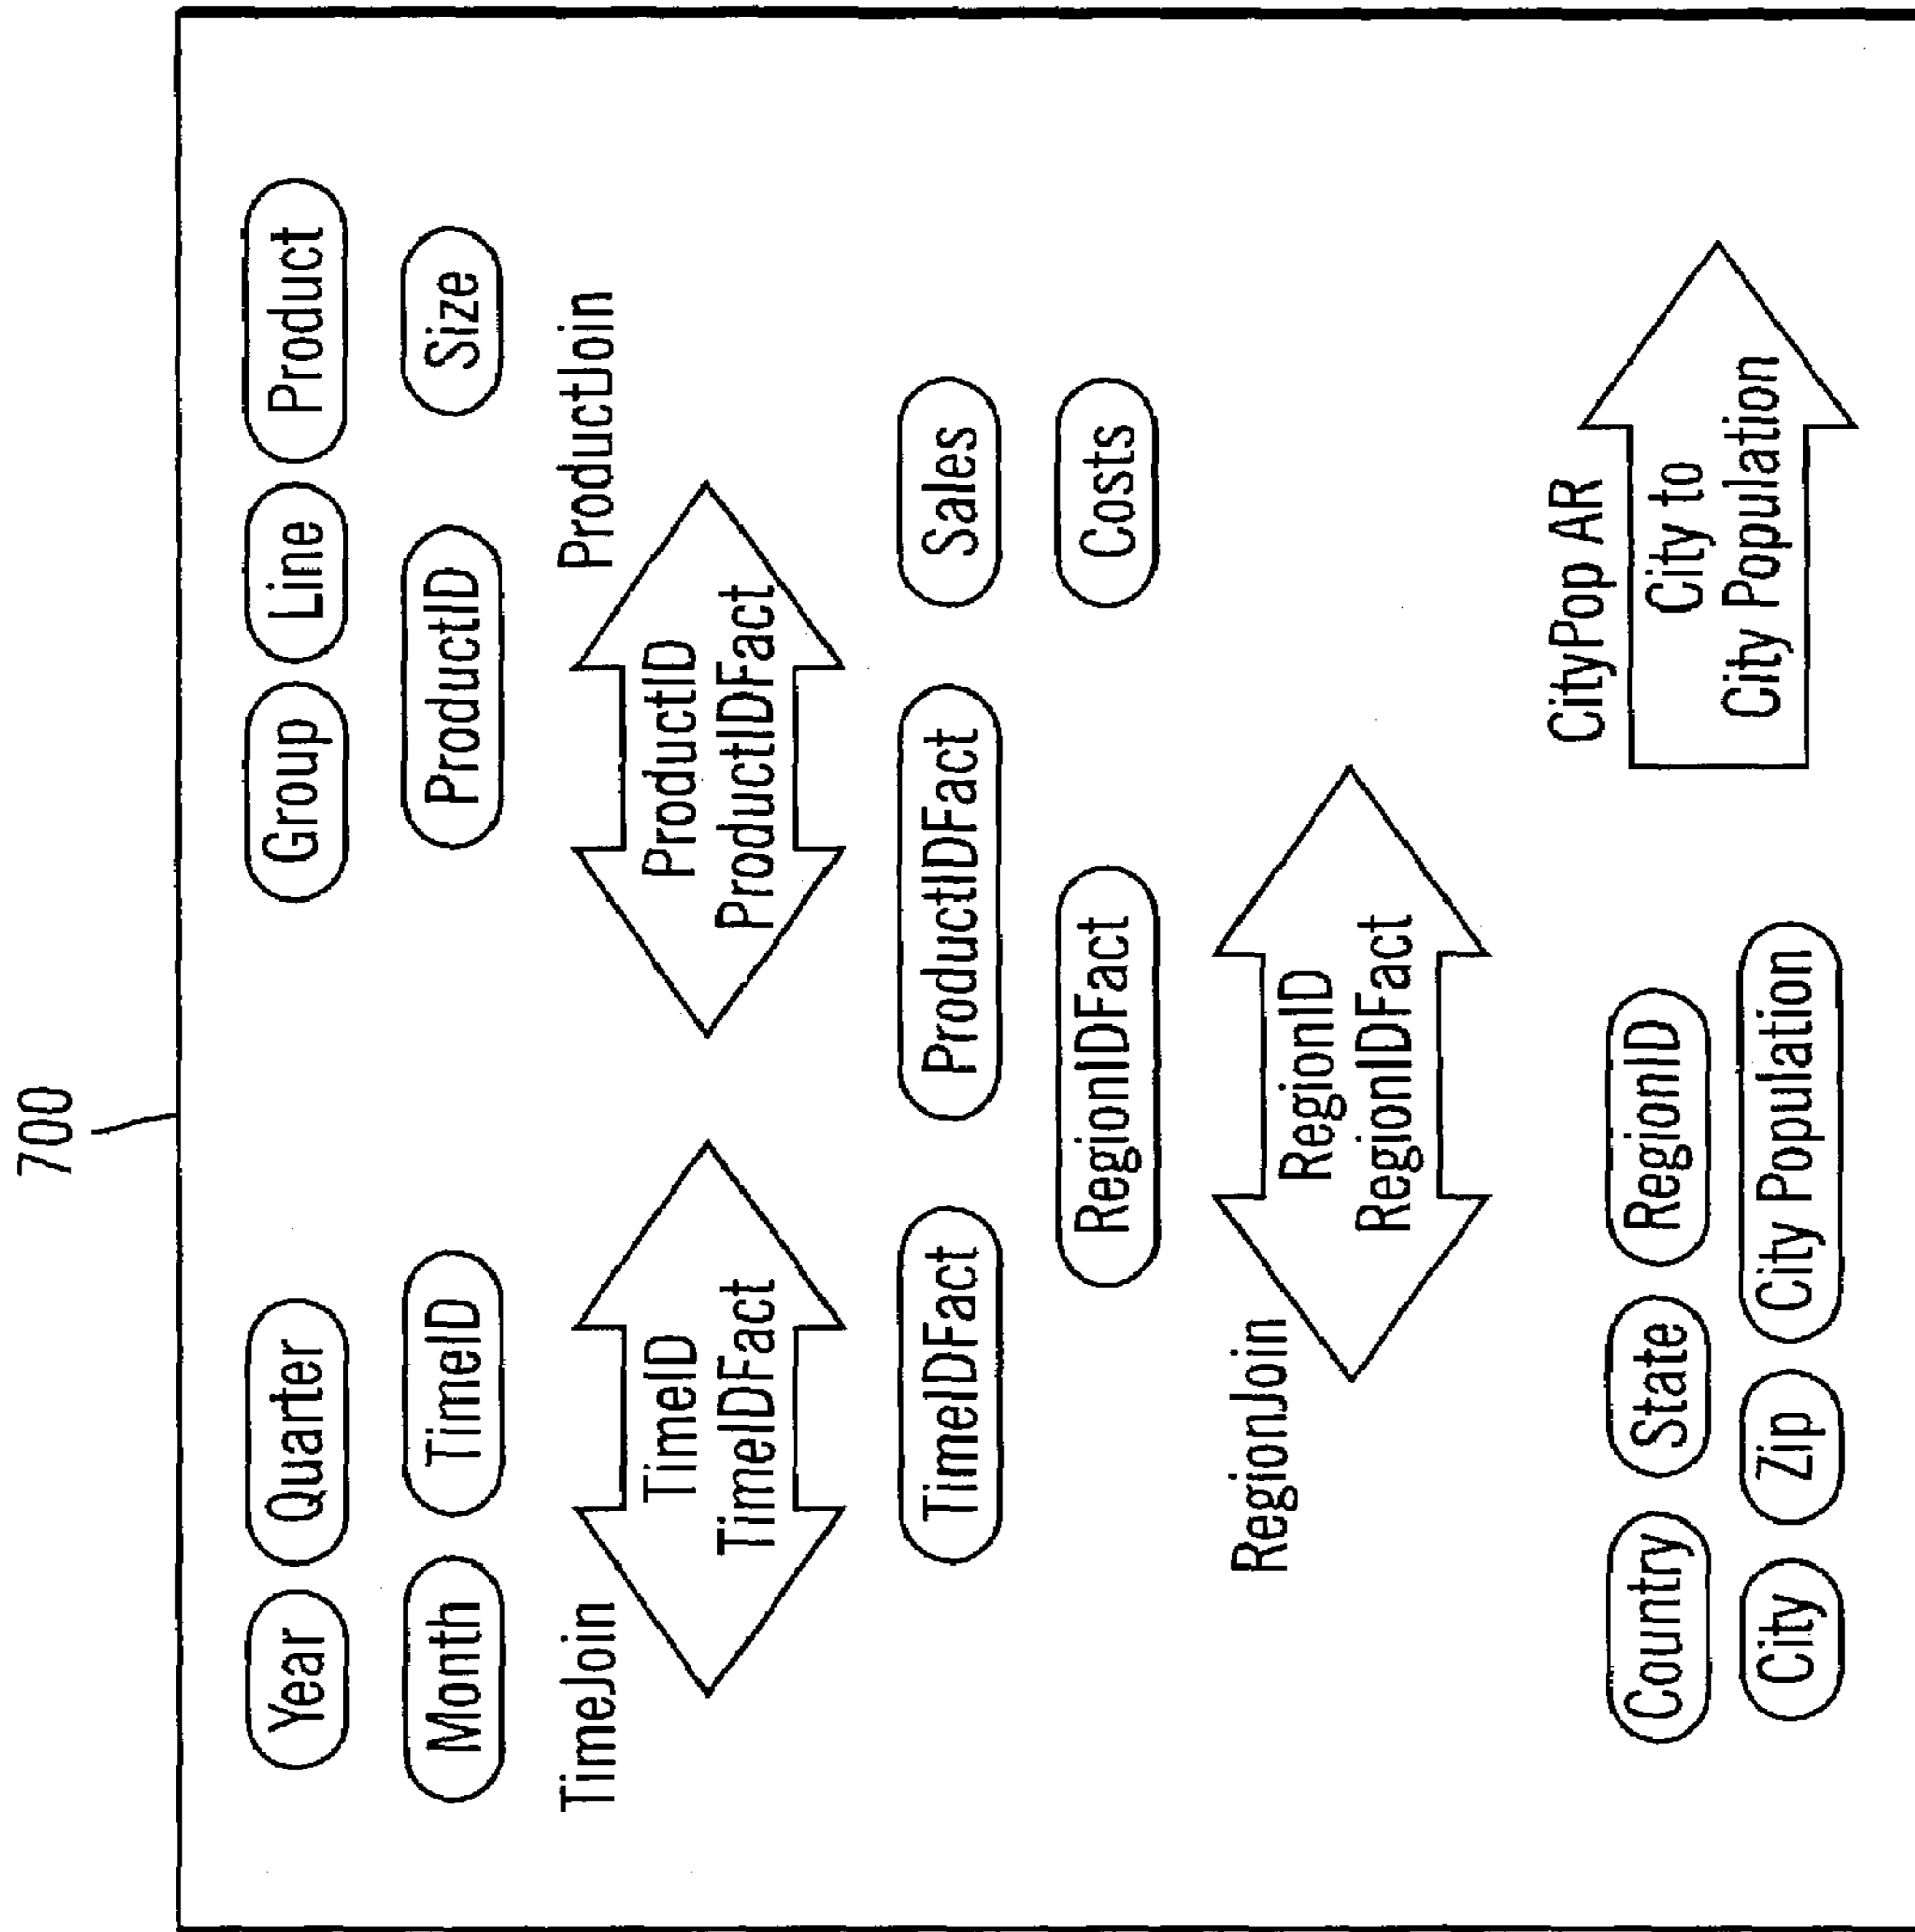 700
Year Quarter Group Line Product
Month TimeID ProductID Size
TimeJoin ProductJoin
TimeID ProductID
TimeIDFact ProductIDFact
TimeIDFact ProductIDFact Sales
RegionIDFact Costs
RegionJoin
RegionID
RegionIDFact
CityPop AR
Country State RegionID
City to
City Population
City Zip City Population